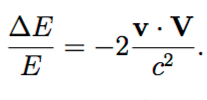 ΔE/E = −2 v · V/c².